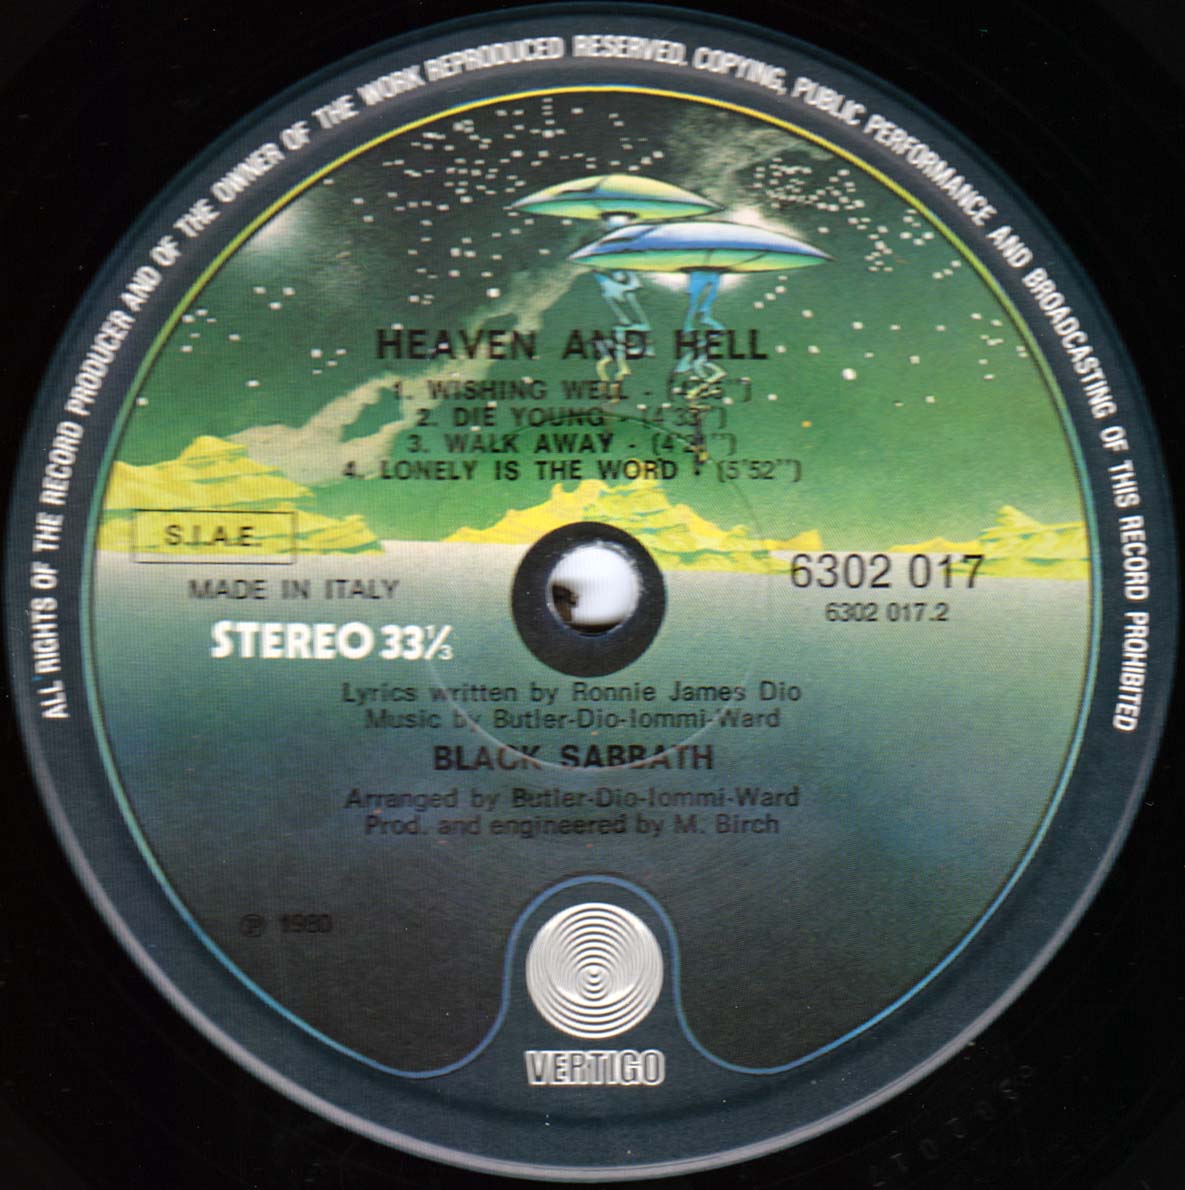 ALL RIGHTS OF THE RECORD PRODUCER AND OF THE OWNER OF THE WORK REPRODUCED RESERVED. COPYING, PUBLIC PERFORMANCE AND BROADCASTING OF THIS RECORD PROHIBITED
HEAVEN AND HELL
1. WISHING WELL -
2. DIE YOUNG -
3. WALK AWAY -
4. LONELY IS THE WORD - (5'52")
S.I.A.E.
MADE IN ITALY
STEREO 33⅓
6302 017
6302 017.2
Lyrics written by Ronnie James Dio
Music by Butler-Dio-Iommi-Ward
BLACK SABBATH
Arranged by Butler-Dio-Iommi-Ward
Prod. and engineered by M. Birch
℗ 1980
VERTIGO